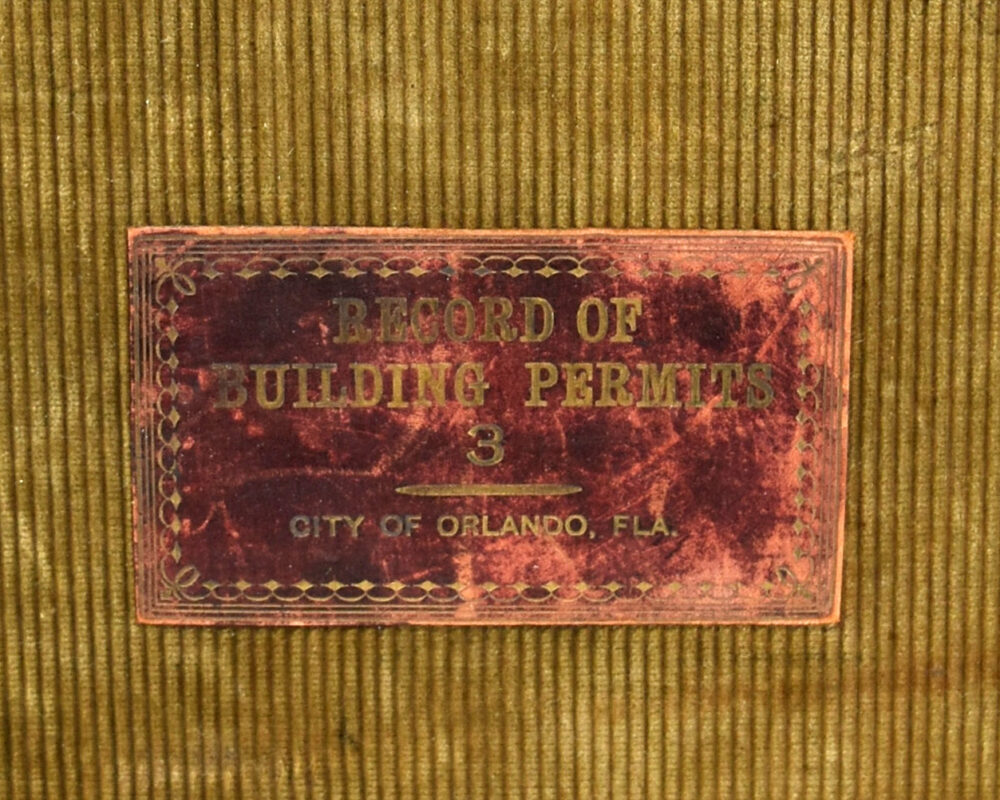 RECORD OF
BUILDING PERMITS
3
CITY OF ORLANDO, FLA.